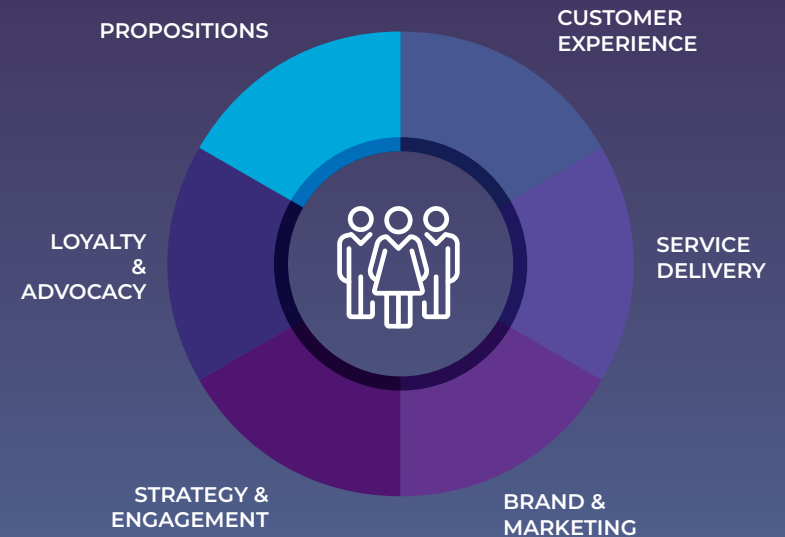 PROPOSITIONS
CUSTOMER
EXPERIENCE
LOYALTY
&
ADVOCACY
SERVICE
DELIVERY
STRATEGY &
ENGAGEMENT
BRAND &
MARKETING